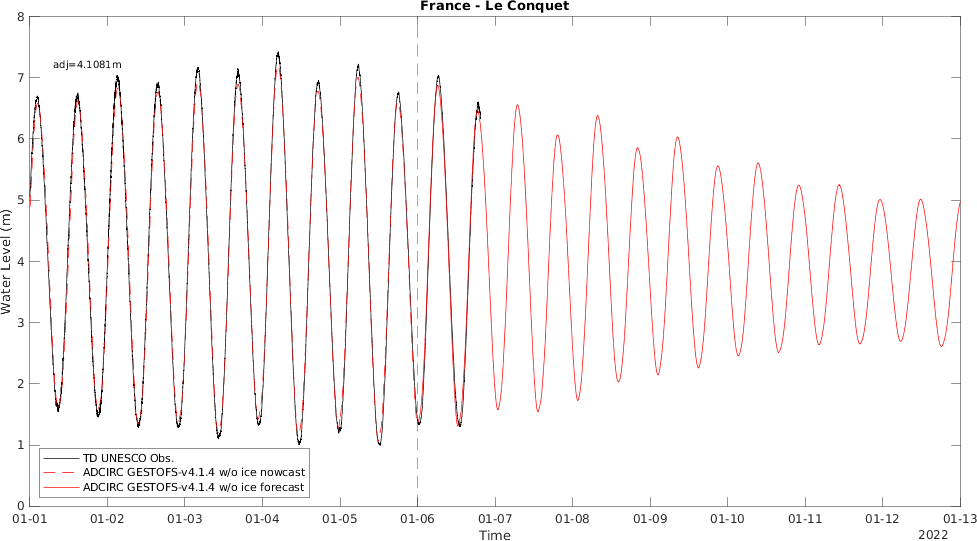 France - Le Conquet
adj=4.1081m
8
7
6
5
4
3
2
1
0
Water Level (m)
TD UNESCO Obs.
ADCIRC GESTOFS-v4.1.4 w/o ice nowcast
ADCIRC GESTOFS-v4.1.4 w/o ice forecast
01-01 01-02 01-03 01-04 01-05 01-06 01-07 01-08 01-09 01-10 01-11 01-12 01-13
Time
2022